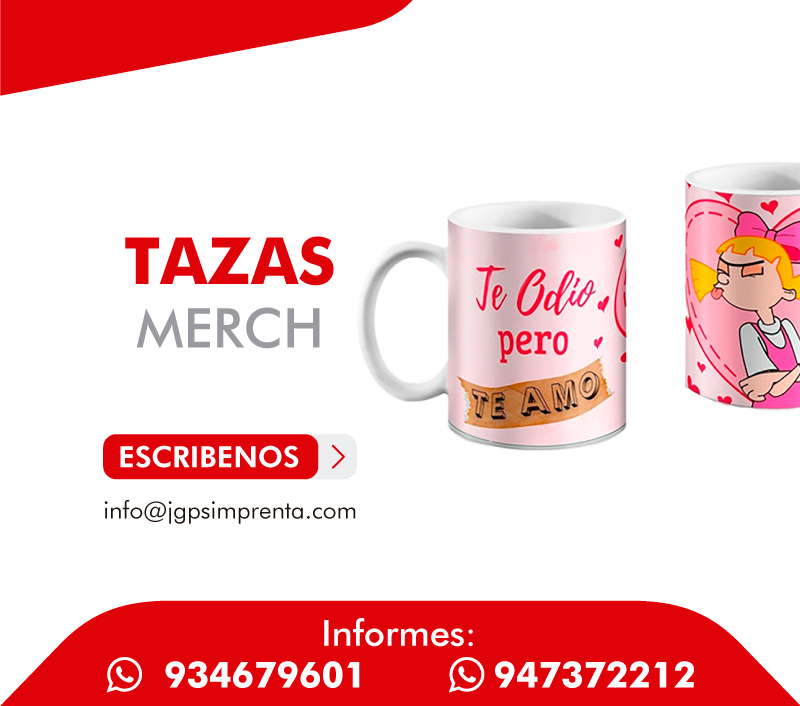 TAZAS
MERCH
Te Odio
pero
TE AMO
ESCRIBENOS
info@jgpsimprenta.com
Informes:
934679601 947372212